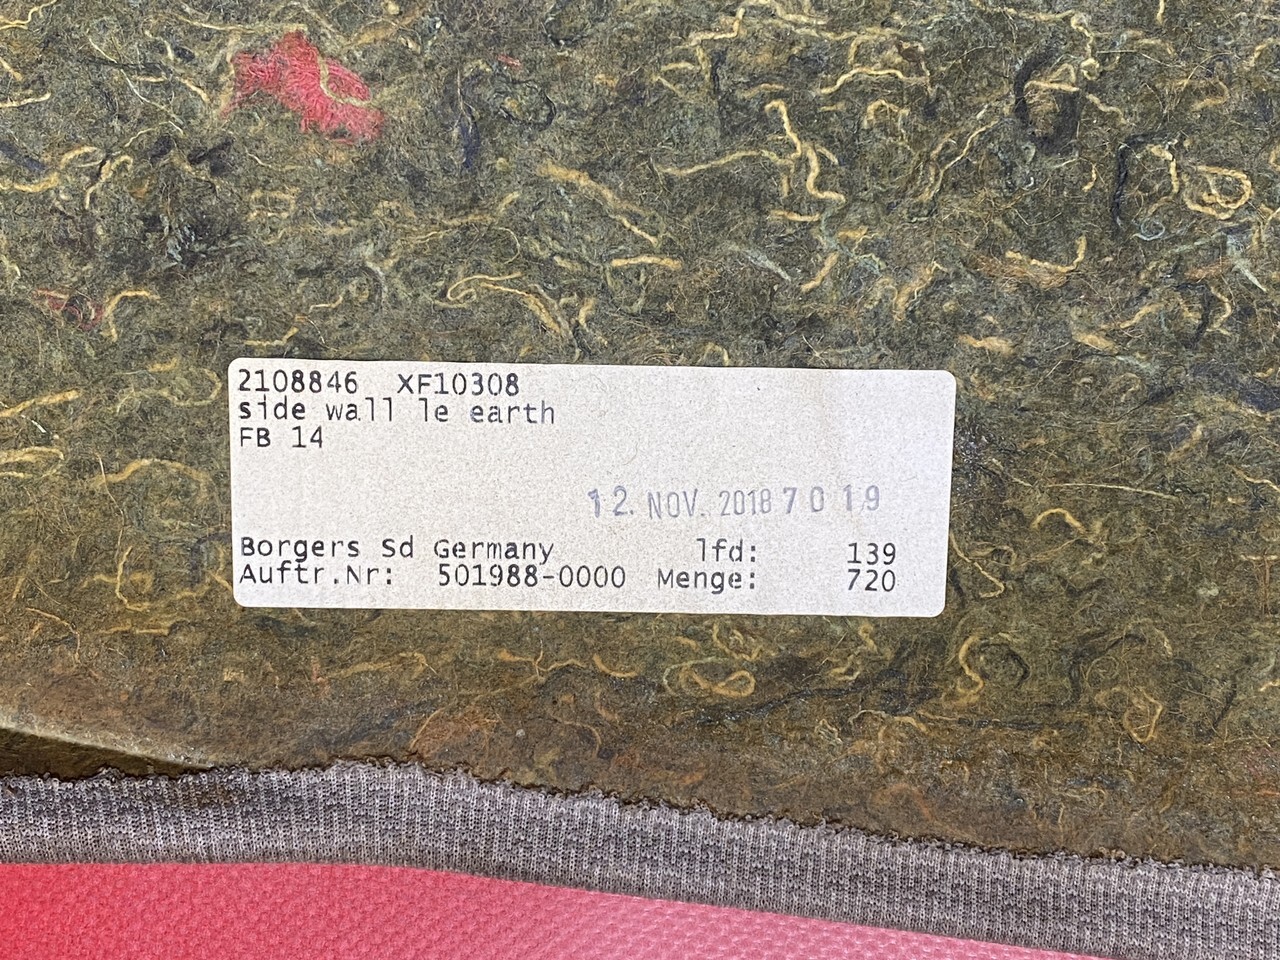 2108846 XF10308
side wall le earth
FB 14
12. NOV. 2018 7 0 19
Borgers Sd Germany lfd: 139
Auftr.Nr: 501988-0000 Menge: 720